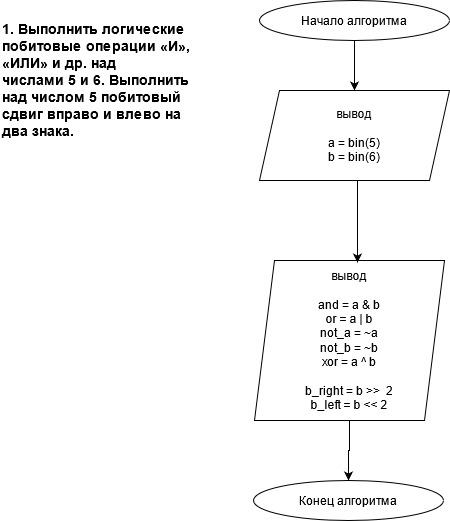 1. Выполнить логические
побитовые операции «И»,
«ИЛИ» и др. над
числами 5 и 6. Выполнить
над числом 5 побитовый
сдвиг вправо и влево на
два знака.
Начало алгоритма
вывод
a = bin(5)
b = bin(6)
вывод
and = a & b
or = a | b
not_a = ~a
not_b = ~b
xor = a ^ b
b_right = b >> 2
b_left = b << 2
Конец алгоритма